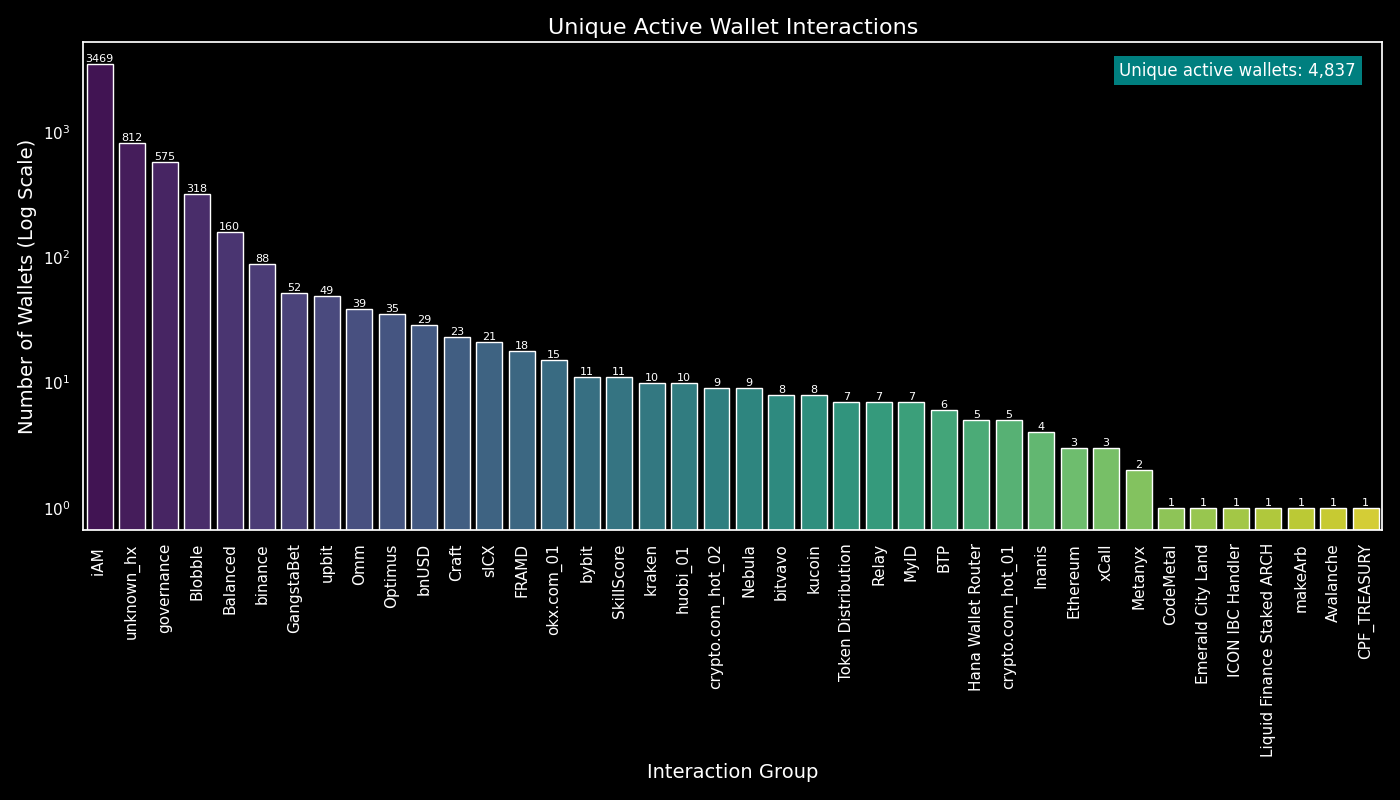 Unique Active Wallet Interactions
Unique active wallets: 4,837
Number of Wallets (Log Scale)
10³
10²
10¹
10⁰
3469
812
575
318
160
88
52
49
39
35
29
23
21
18
15
11
11
10
10
9
9
8
8
7
7
7
6
5
5
4
3
3
2
1
1
1
1
1
1
1
iAM
unknown_hx
governance
Blobble
Balanced
binance
GangstaBet
upbit
Omm
Optimus
bnUSD
Craft
sICX
FRAMD
okx.com_01
bybit
SkillScore
kraken
huobi_01
crypto.com_hot_02
Nebula
bitvavo
kucoin
Token Distribution
Relay
MyID
BTP
Hana Wallet Router
crypto.com_hot_01
Inanis
Ethereum
xCall
Metanyx
CodeMetal
Emerald City Land
ICON IBC Handler
Liquid Finance Staked ARCH
makeArb
Avalanche
CPF_TREASURY
Interaction Group